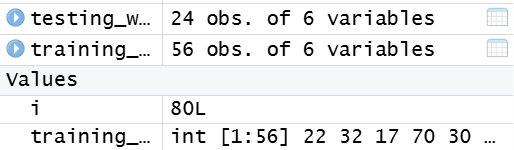 testing_w… 24 obs. of 6 variables
training_… 56 obs. of 6 variables
Values
i 80L
training_… int [1:56] 22 32 17 70 30 …